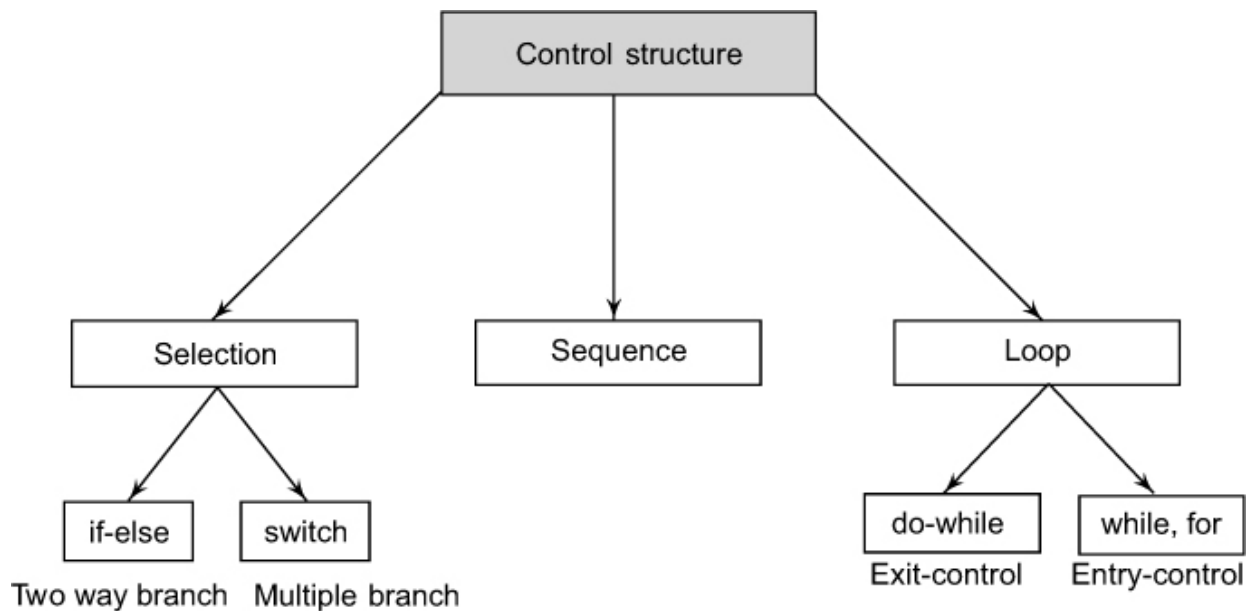 Control structure
Selection
Sequence
Loop
if-else
switch
do-while
while, for
Two way branch
Multiple branch
Exit-control
Entry-control